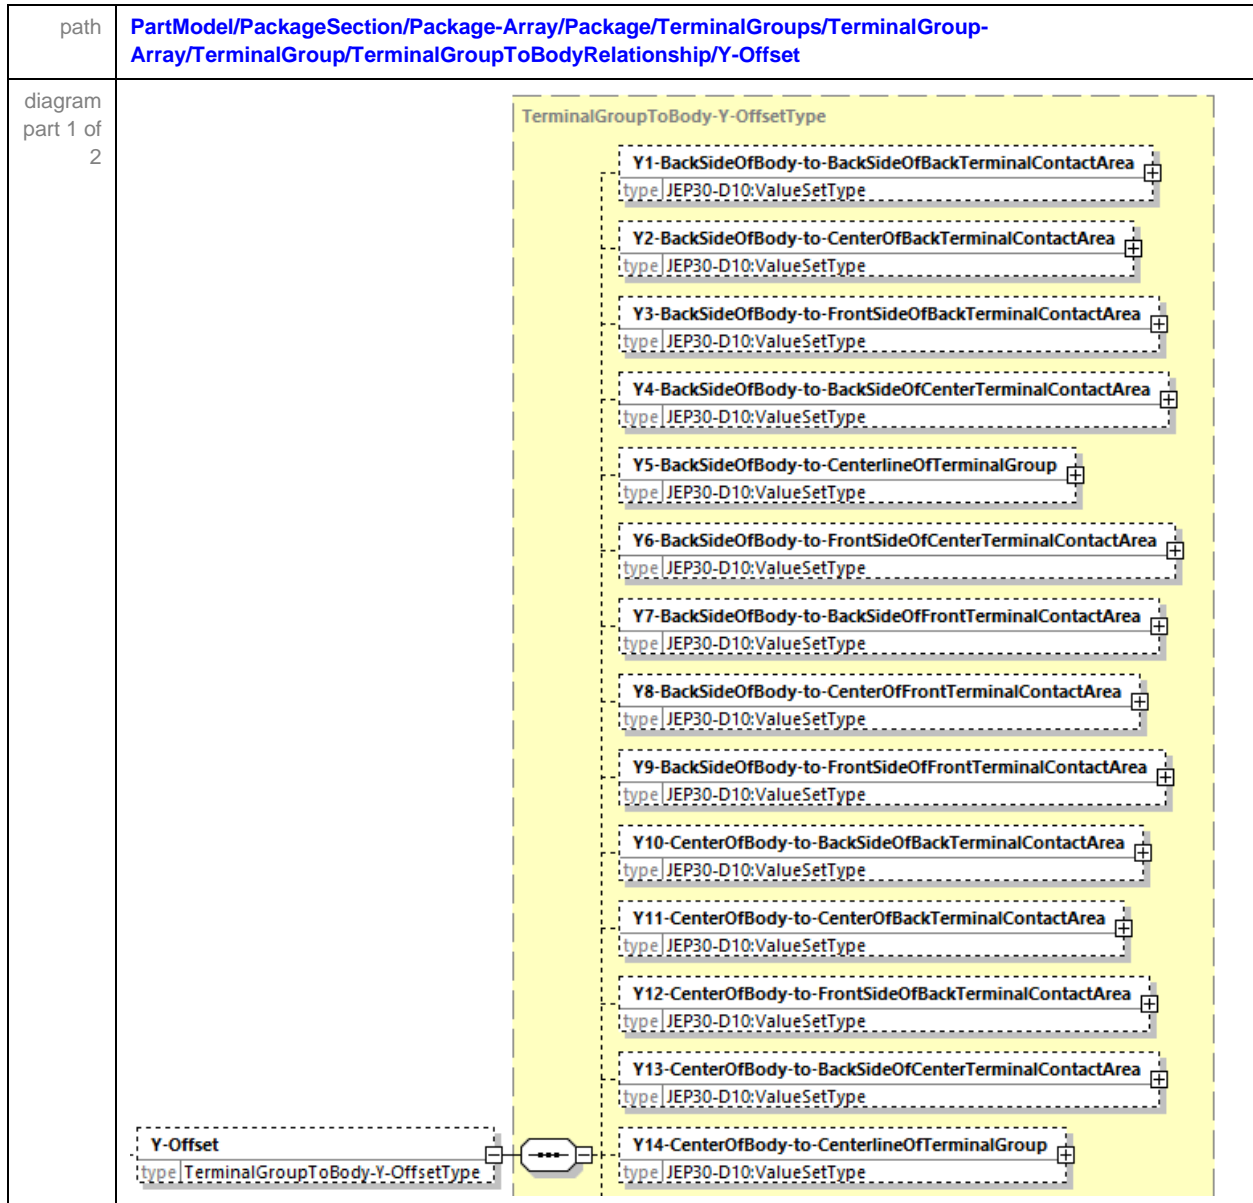 path
PartModel/PackageSection/Package-Array/Package/TerminalGroups/TerminalGroup-
Array/TerminalGroup/TerminalGroupToBodyRelationship/Y-Offset
diagram
part 1 of
2
TerminalGroupToBody-Y-OffsetType
Y1-BackSideOfBody-to-BackSideOfBackTerminalContactArea
type JEP30-D10:ValueSetType
Y2-BackSideOfBody-to-CenterOfBackTerminalContactArea
type JEP30-D10:ValueSetType
Y3-BackSideOfBody-to-FrontSideOfBackTerminalContactArea
type JEP30-D10:ValueSetType
Y4-BackSideOfBody-to-BackSideOfCenterTerminalContactArea
type JEP30-D10:ValueSetType
Y5-BackSideOfBody-to-CenterlineOfTerminalGroup
type JEP30-D10:ValueSetType
Y6-BackSideOfBody-to-FrontSideOfCenterTerminalContactArea
type JEP30-D10:ValueSetType
Y7-BackSideOfBody-to-BackSideOfFrontTerminalContactArea
type JEP30-D10:ValueSetType
Y8-BackSideOfBody-to-CenterOfFrontTerminalContactArea
type JEP30-D10:ValueSetType
Y9-BackSideOfBody-to-FrontSideOfFrontTerminalContactArea
type JEP30-D10:ValueSetType
Y10-CenterOfBody-to-BackSideOfBackTerminalContactArea
type JEP30-D10:ValueSetType
Y11-CenterOfBody-to-CenterOfBackTerminalContactArea
type JEP30-D10:ValueSetType
Y12-CenterOfBody-to-FrontSideOfBackTerminalContactArea
type JEP30-D10:ValueSetType
Y13-CenterOfBody-to-BackSideOfCenterTerminalContactArea
type JEP30-D10:ValueSetType
Y-Offset
type TerminalGroupToBody-Y-OffsetType
Y14-CenterOfBody-to-CenterlineOfTerminalGroup
type JEP30-D10:ValueSetType